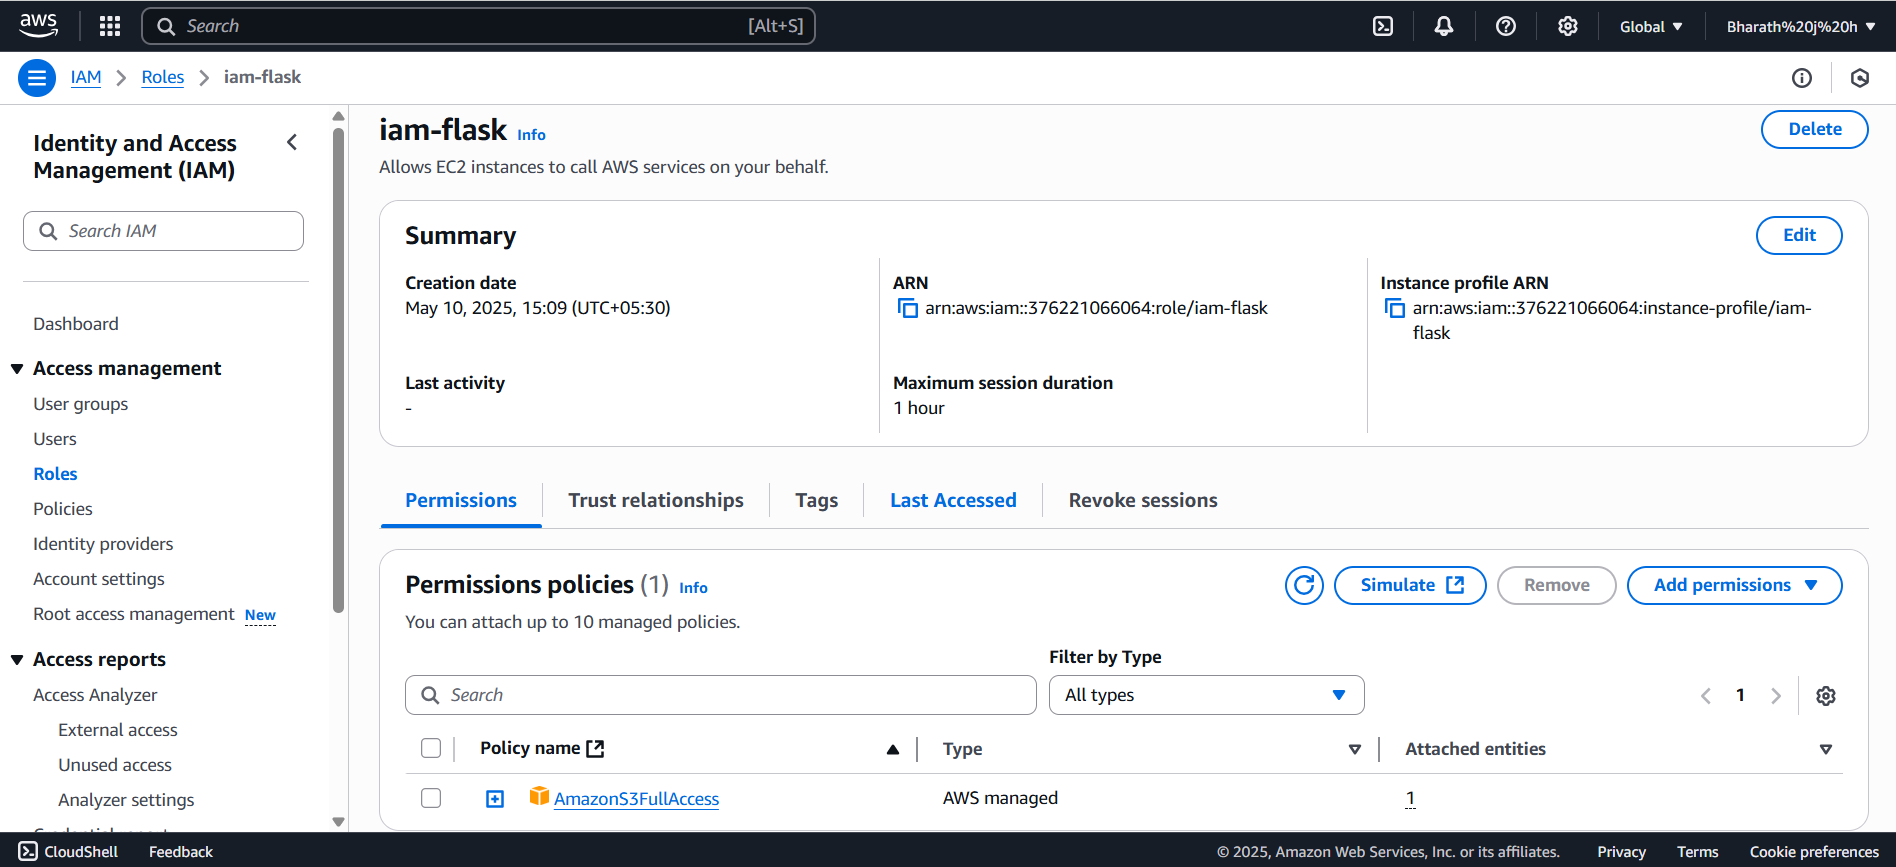 aws
Search [Alt+S]
Global
Bharath%20j%20h
IAM > Roles > iam-flask
Identity and Access
Management (IAM)
Search IAM
Dashboard
Access management
User groups
Users
Roles
Policies
Identity providers
Account settings
Root access management New
Access reports
Access Analyzer
External access
Unused access
Analyzer settings
iam-flask Info
Delete
Allows EC2 instances to call AWS services on your behalf.
Summary
Edit
Creation date
May 10, 2025, 15:09 (UTC+05:30)
ARN
arn:aws:iam::376221066064:role/iam-flask
Instance profile ARN
arn:aws:iam::376221066064:instance-profile/iam-
flask
Last activity
-
Maximum session duration
1 hour
Permissions
Trust relationships
Tags
Last Accessed
Revoke sessions
Permissions policies (1) Info
Simulate
Remove
Add permissions
You can attach up to 10 managed policies.
Filter by Type
Search
All types
1
Policy name
Type
Attached entities
AmazonS3FullAccess
AWS managed
1
CloudShell
Feedback
© 2025, Amazon Web Services, Inc. or its affiliates.
Privacy
Terms
Cookie preferences